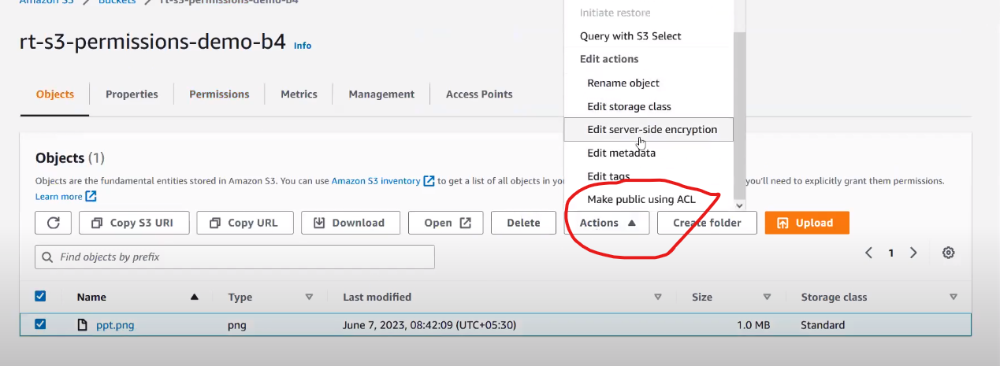 Amazon S3 > Buckets > rt-s3-permissions-demo-b4
rt-s3-permissions-demo-b4 Info
Initiate restore
Query with S3 Select
Edit actions
Rename object
Edit storage class
Edit server-side encryption
Edit metadata
Edit tags
Make public using ACL
Objects Properties Permissions Metrics Management Access Points
Objects (1)
Objects are the fundamental entities stored in Amazon S3. You can use Amazon S3 inventory to get a list of all objects in you you'll need to explicitly grant them permissions.
Learn more
Copy S3 URI Copy URL Download Open Delete Actions Create folder Upload
Find objects by prefix
1
Name Type Last modified Size Storage class
ppt.png png June 7, 2023, 08:42:09 (UTC+05:30) 1.0 MB Standard